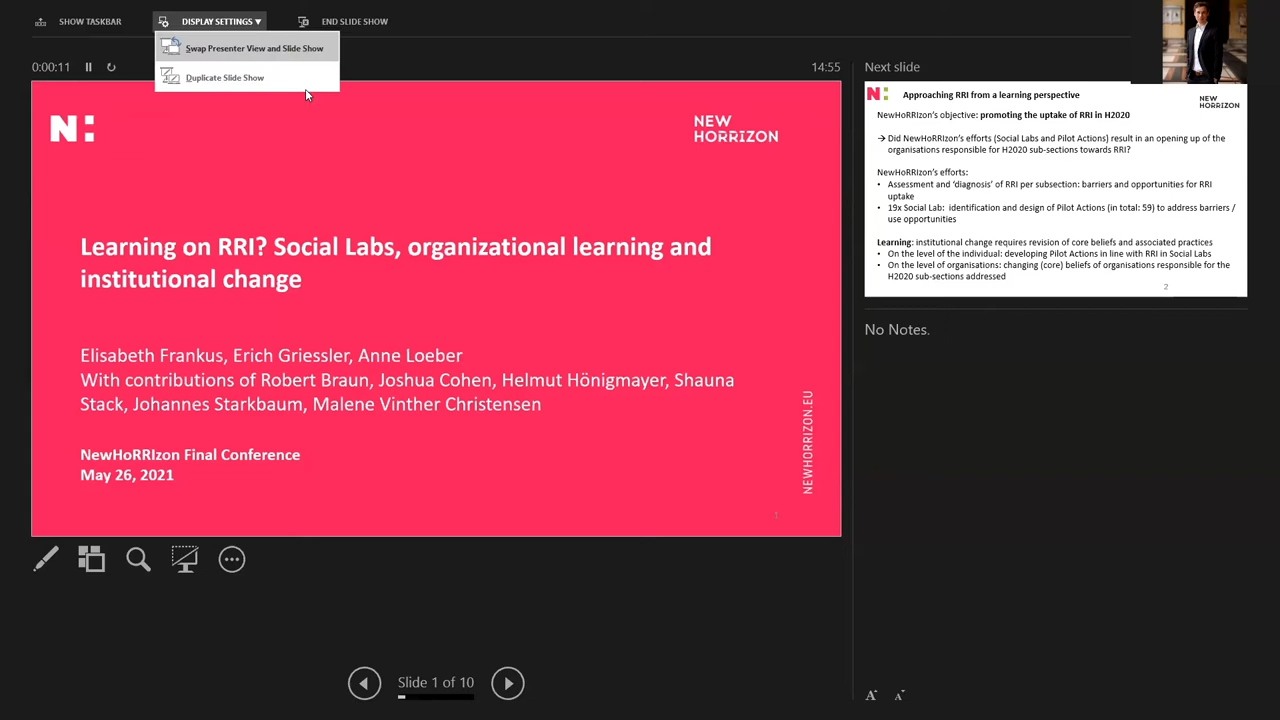 SHOW TASKBAR
DISPLAY SETTINGS ▼
END SLIDE SHOW
Swap Presenter View and Slide Show
Duplicate Slide Show
0:00:11
14:55
N:
NEW
HORRIZON
Learning on RRI? Social Labs, organizational learning and
institutional change
Elisabeth Frankus, Erich Griessler, Anne Loeber
With contributions of Robert Braun, Joshua Cohen, Helmut Hönigmayer, Shauna
Stack, Johannes Starkbaum, Malene Vinther Christensen
NewHoRRIzon Final Conference
May 26, 2021
NEWHORRIZON.EU
1
Next slide
N:
Approaching RRI from a learning perspective
NEW
HORRIZON
NewHoRRIzon's objective: promoting the uptake of RRI in H2020
→ Did NewHoRRIzon's efforts (Social Labs and Pilot Actions) result in an opening up of the
organisations responsible for H2020 sub-sections towards RRI?
NewHoRRIzon's efforts:
• Assessment and 'diagnosis' of RRI per subsection: barriers and opportunities for RRI
uptake
• 19x Social Lab: identification and design of Pilot Actions (in total: 59) to address barriers /
use opportunities
Learning: institutional change requires revision of core beliefs and associated practices
• On the level of the individual: developing Pilot Actions in line with RRI in Social Labs
• On the level of organisations: changing (core) beliefs of organisations responsible for the
H2020 sub-sections addressed
2
No Notes.
Slide 1 of 10
A
A